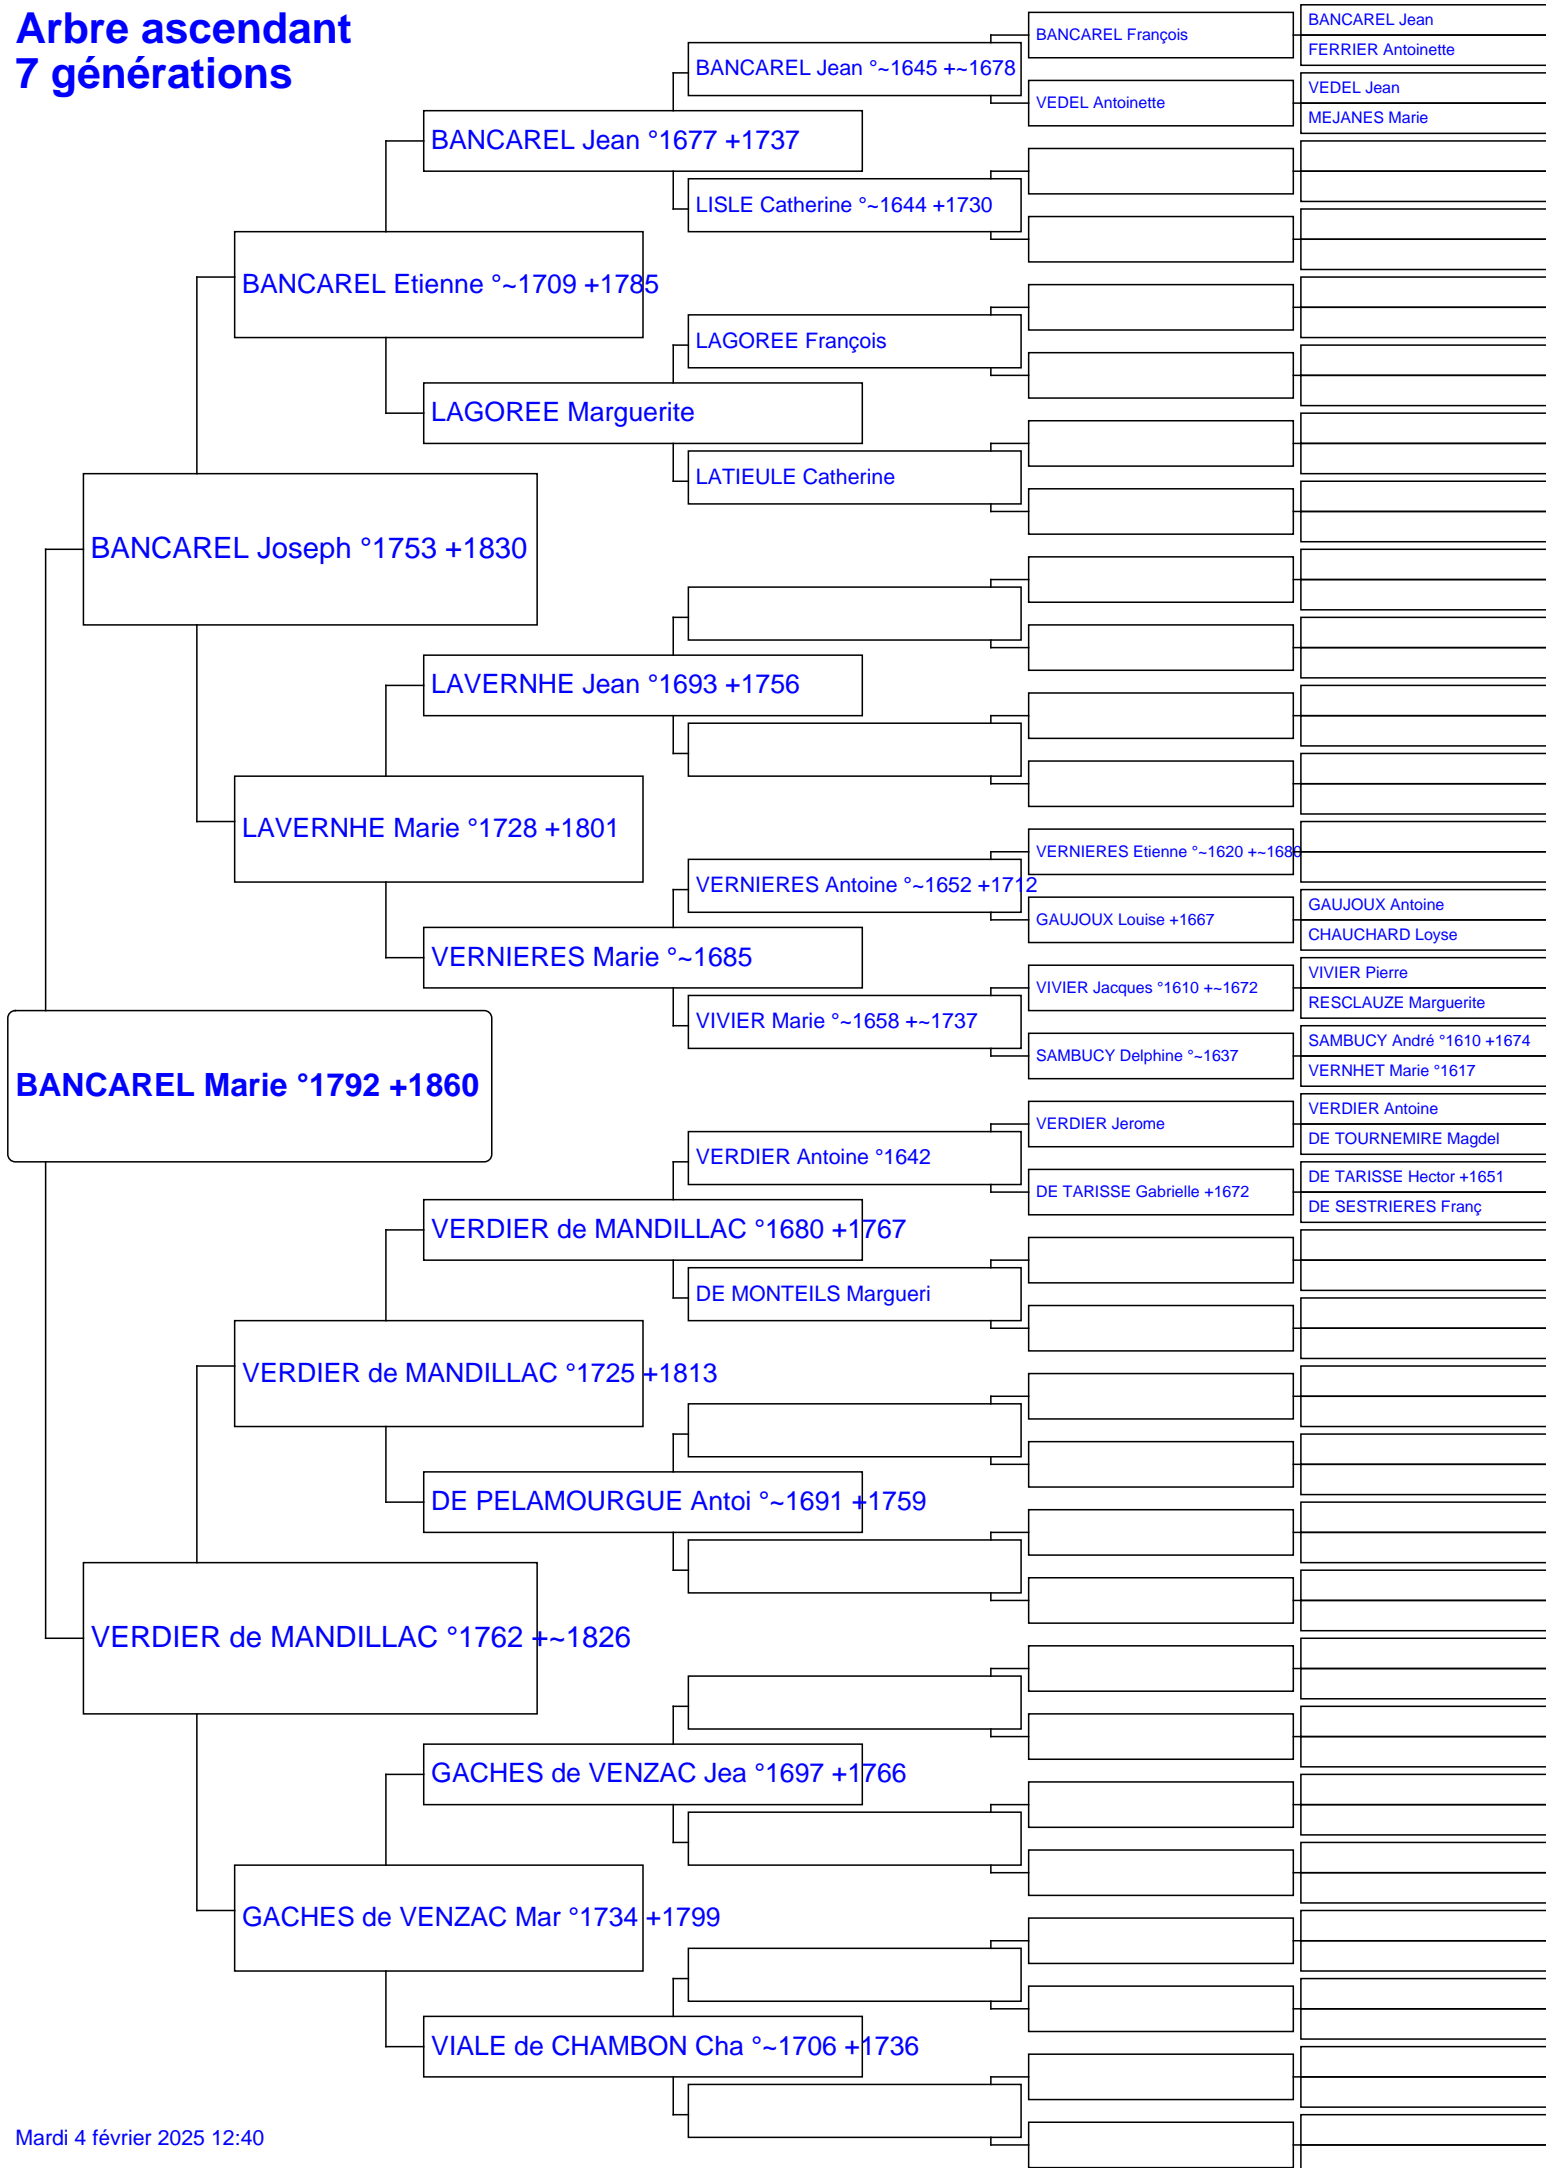 Arbre ascendant
7 générations
BANCAREL Jean
BANCAREL François
FERRIER Antoinette
BANCAREL Jean °~1645 +~1678
VEDEL Jean
VEDEL Antoinette
MEJANES Marie
BANCAREL Jean °1677 +1737
LISLE Catherine °~1644 +1730
BANCAREL Etienne °~1709 +1785
LAGOREE François
LAGOREE Marguerite
LATIEULE Catherine
BANCAREL Joseph °1753 +1830
LAVERNHE Jean °1693 +1756
LAVERNHE Marie °1728 +1801
VERNIERES Etienne °~1620 +~1680
VERNIERES Antoine °~1652 +1712
GAUJOUX Antoine
GAUJOUX Louise +1667
CHAUCHARD Loyse
VERNIERES Marie °~1685
VIVIER Pierre
VIVIER Jacques °1610 +~1672
RESCLAUZE Marguerite
VIVIER Marie °~1658 +~1737
SAMBUCY André °1610 +1674
SAMBUCY Delphine °~1637
VERNHET Marie °1617
BANCAREL Marie °1792 +1860
VERDIER Antoine
VERDIER Jerome
DE TOURNEMIRE Magdel
VERDIER Antoine °1642
DE TARISSE Hector +1651
DE TARISSE Gabrielle +1672
DE SESTRIERES Franç
VERDIER de MANDILLAC °1680 +1767
DE MONTEILS Margueri
VERDIER de MANDILLAC °1725 +1813
DE PELAMOURGUE Antoi °~1691 +1759
VERDIER de MANDILLAC °1762 +~1826
GACHES de VENZAC Jea °1697 +1766
GACHES de VENZAC Mar °1734 +1799
VIALE de CHAMBON Cha °~1706 +1736
Mardi 4 février 2025 12:40